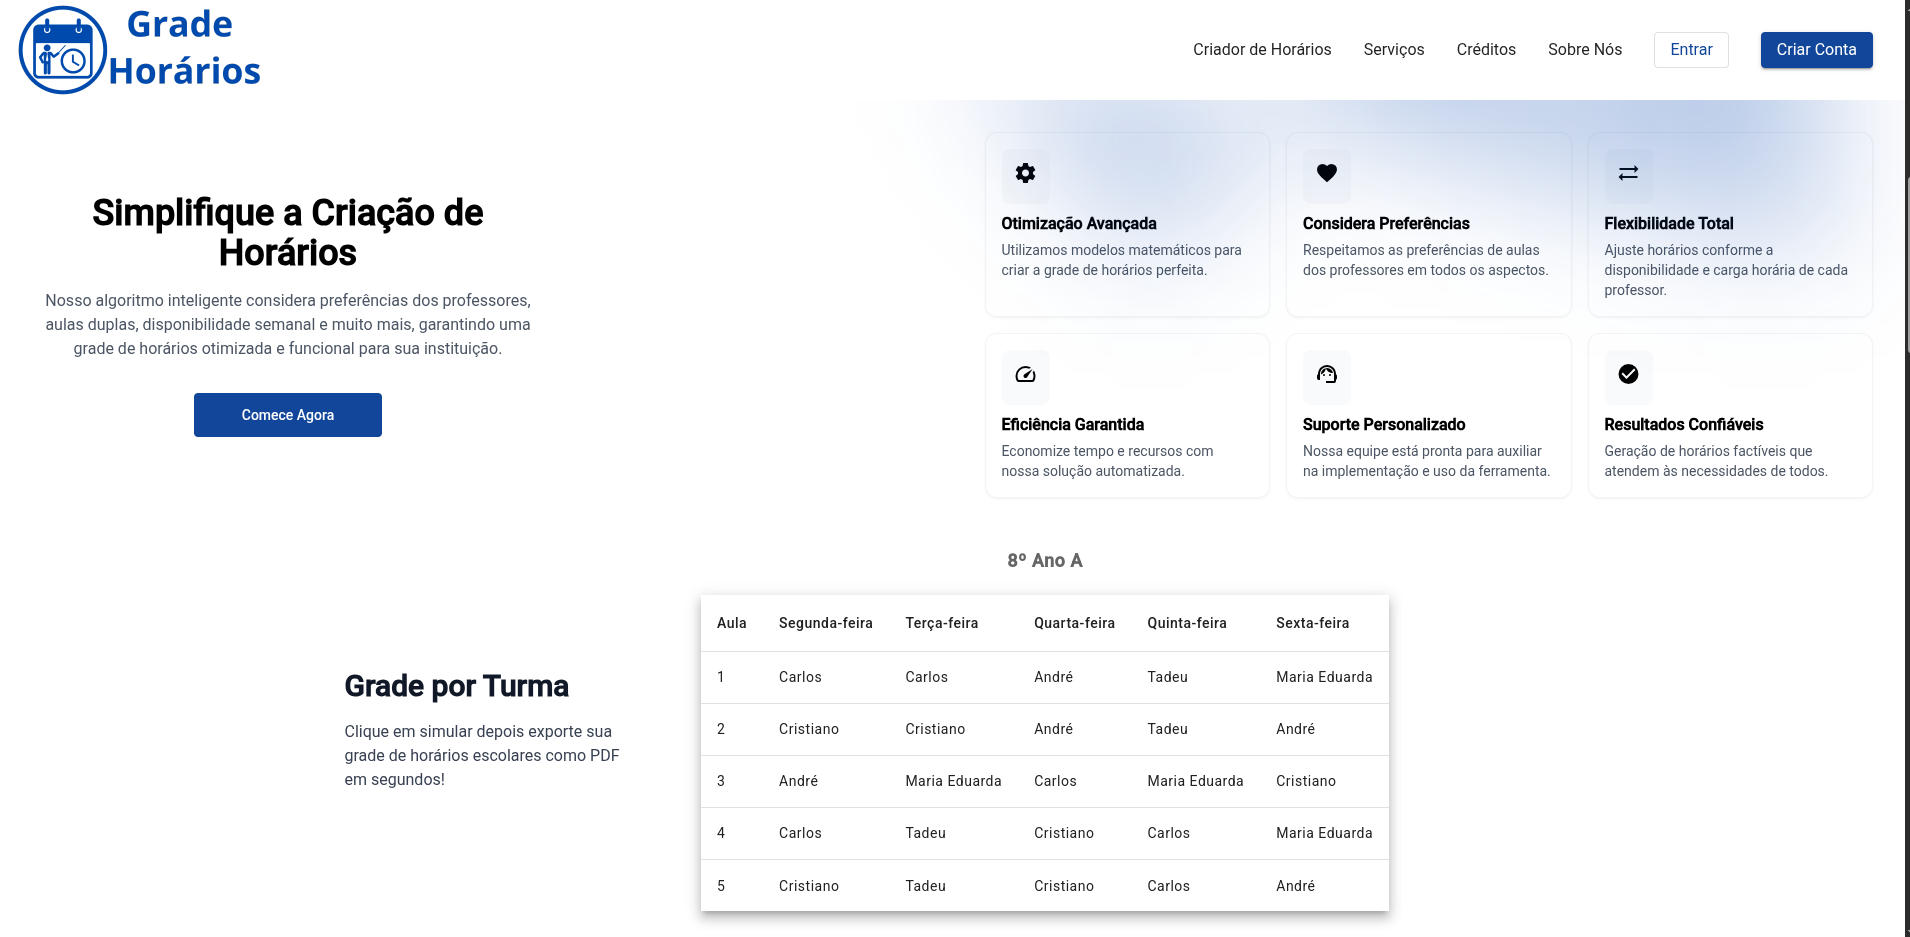 Grade
Horários
Criador de Horários Serviços Créditos Sobre Nós Entrar Criar Conta
Simplifique a Criação de
Horários
Nosso algoritmo inteligente considera preferências dos professores,
aulas duplas, disponibilidade semanal e muito mais, garantindo uma
grade de horários otimizada e funcional para sua instituição.
Comece Agora
Otimização Avançada
Utilizamos modelos matemáticos para
criar a grade de horários perfeita.
Considera Preferências
Respeitamos as preferências de aulas
dos professores em todos os aspectos.
Flexibilidade Total
Ajuste horários conforme a
disponibilidade e carga horária de cada
professor.
Eficiência Garantida
Economize tempo e recursos com
nossa solução automatizada.
Suporte Personalizado
Nossa equipe está pronta para auxiliar
na implementação e uso da ferramenta.
Resultados Confiáveis
Geração de horários factíveis que
atendem às necessidades de todos.
Grade por Turma
Clique em simular depois exporte sua
grade de horários escolares como PDF
em segundos!
8º Ano A
Aula Segunda-feira Terça-feira Quarta-feira Quinta-feira Sexta-feira
1 Carlos Carlos André Tadeu Maria Eduarda
2 Cristiano Cristiano André Tadeu André
3 André Maria Eduarda Carlos Maria Eduarda Cristiano
4 Carlos Tadeu Cristiano Carlos Maria Eduarda
5 Cristiano Tadeu Cristiano Carlos André